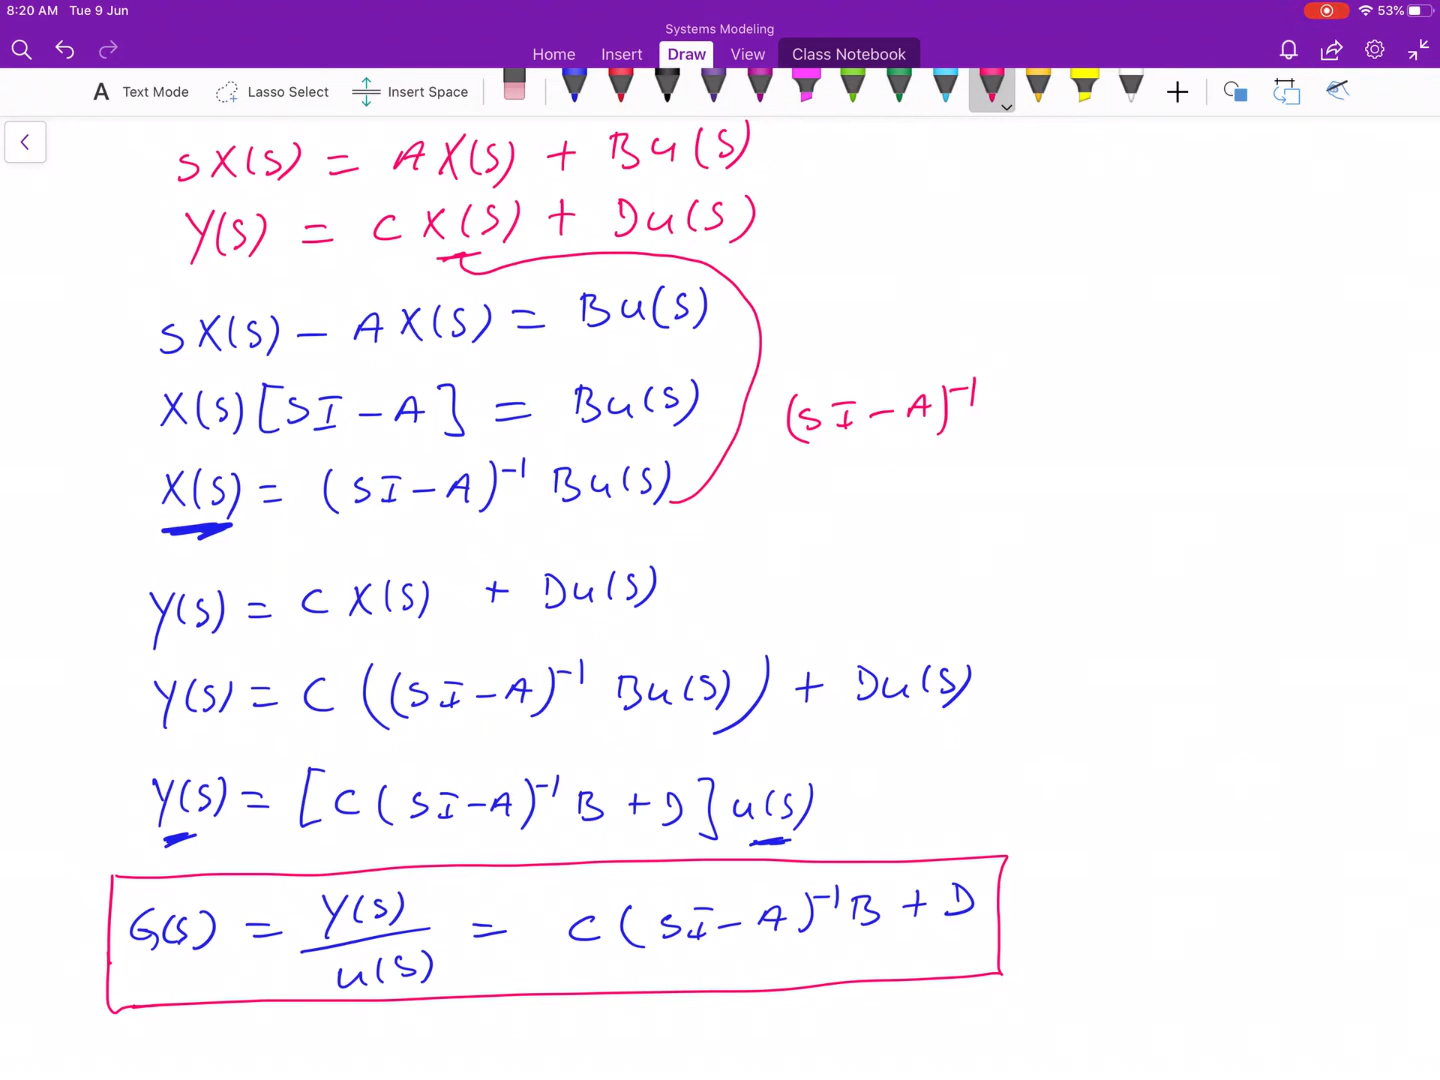 8:20 AM Tue 9 Jun
53%
Systems Modeling
Home Insert Draw View Class Notebook
A Text Mode Lasso Select Insert Space
SX(S) = AX(S) + Bu(S)
Y(S) = CX(S) + Du(S)
SX(S) - AX(S) = Bu(S)
X(S)[SI-A] = Bu(S)
(SI-A)⁻¹
X(S) = (SI-A)⁻¹ Bu(S)
Y(S) = CX(S) + Du(S)
Y(S) = C((SI-A)⁻¹ Bu(S)) + Du(S)
Y(S) = [C(SI-A)⁻¹B + D]u(S)
G(S) = Y(S)/u(S) = C(SI-A)⁻¹B + D